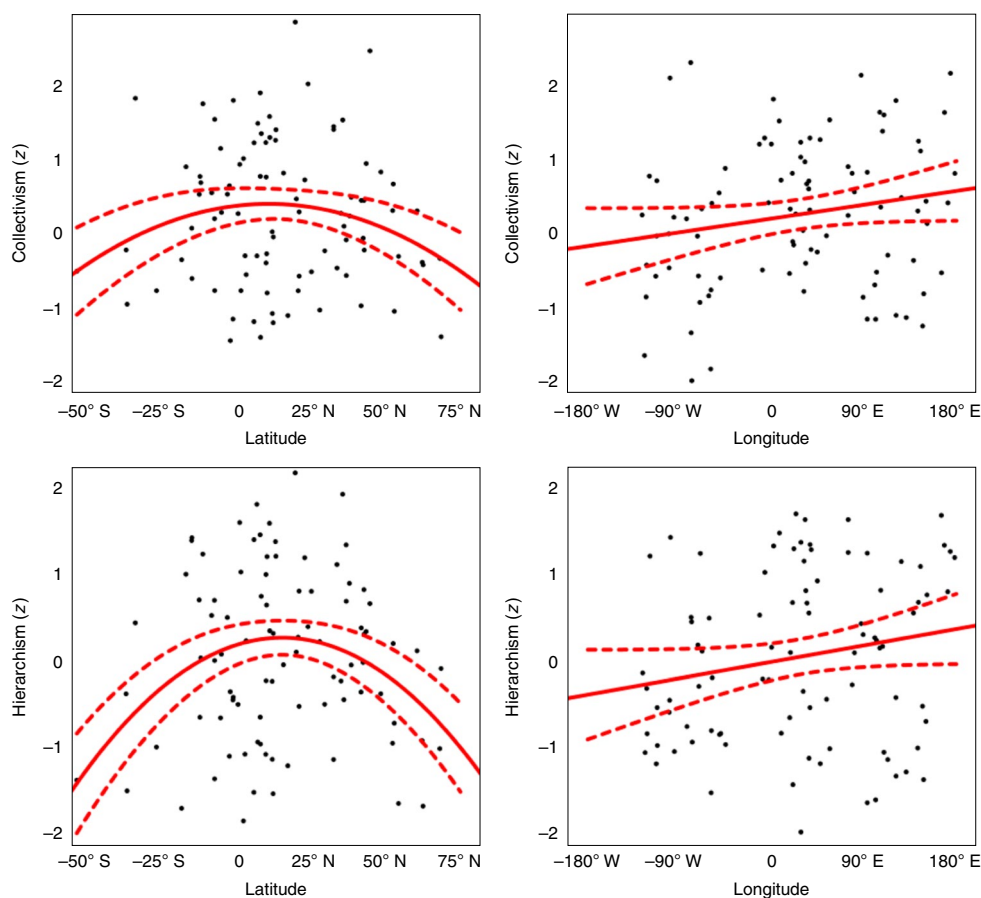 2
1
0
–1
–2
Collectivism (z)
–50° S –25° S 0 25° N 50° N 75° N
Latitude
2
1
0
–1
–2
Collectivism (z)
–180° W –90° W 0 90° E 180° E
Longitude
2
1
0
–1
–2
Hierarchism (z)
–50° S –25° S 0 25° N 50° N 75° N
Latitude
2
1
0
–1
–2
Hierarchism (z)
–180° W –90° W 0 90° E 180° E
Longitude